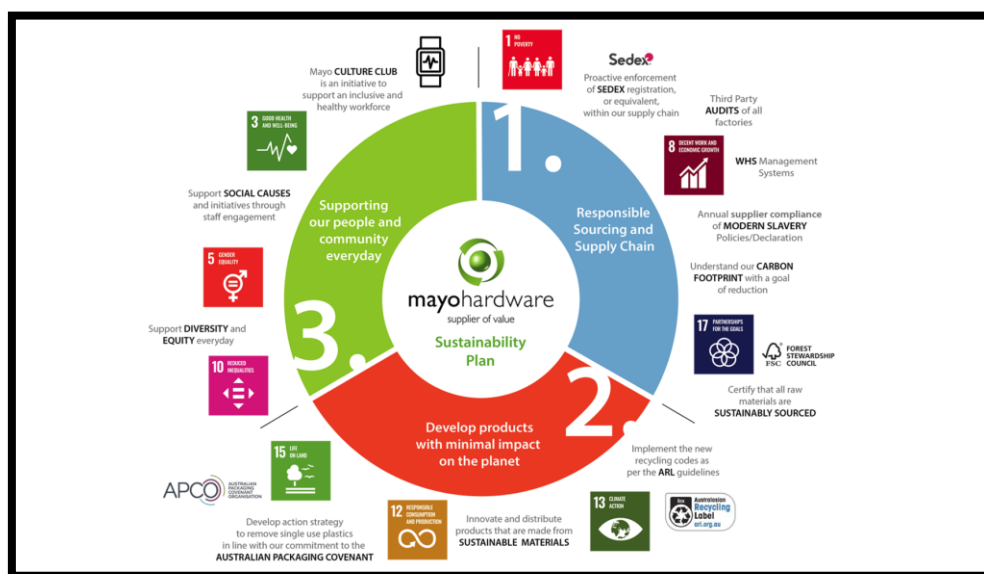 Mayo CULTURE CLUB
is an initiative to
support an inclusive and
healthy workforce
3 GOOD HEALTH
AND WELL-BEING
Support SOCIAL CAUSES
and initiatives through
staff engagement
5 GENDER
EQUALITY
Support DIVERSITY and
EQUITY everyday
10 REDUCED
INEQUALITIES
1 NO
POVERTY
Sedex
Proactive enforcement
of SEDEX registration,
or equivalent,
within our supply chain
Third Party
AUDITS of all
factories
8 DECENT WORK AND
ECONOMIC GROWTH
WHS Management
Systems
Annual supplier compliance
of MODERN SLAVERY
Policies/Declaration
Understand our CARBON
FOOTPRINT with a goal
of reduction
17 PARTNERSHIPS
FOR THE GOALS
FSC
FOREST
STEWARDSHIP
COUNCIL
Certify that all raw
materials are
SUSTAINABLY SOURCED
1.
Responsible
Sourcing and
Supply Chain
Supporting
our people and
community
everyday
3.
mayohardware
supplier of value
Sustainability
Plan
2.
Develop products
with minimal impact
on the planet
Implement the new
recycling codes as
per the ARL guidelines
15 LIFE
ON LAND
APCO
AUSTRALIAN
PACKAGING
COVENANT
ORGANISATION
Develop action strategy
to remove single use plastics
in line with our commitment to the
AUSTRALIAN PACKAGING COVENANT
12 RESPONSIBLE
CONSUMPTION
AND PRODUCTION
Innovate and distribute
products that are made from
SUSTAINABLE MATERIALS
13 CLIMATE
ACTION
Box
Australasian
Recycling
Label
arl.org.au